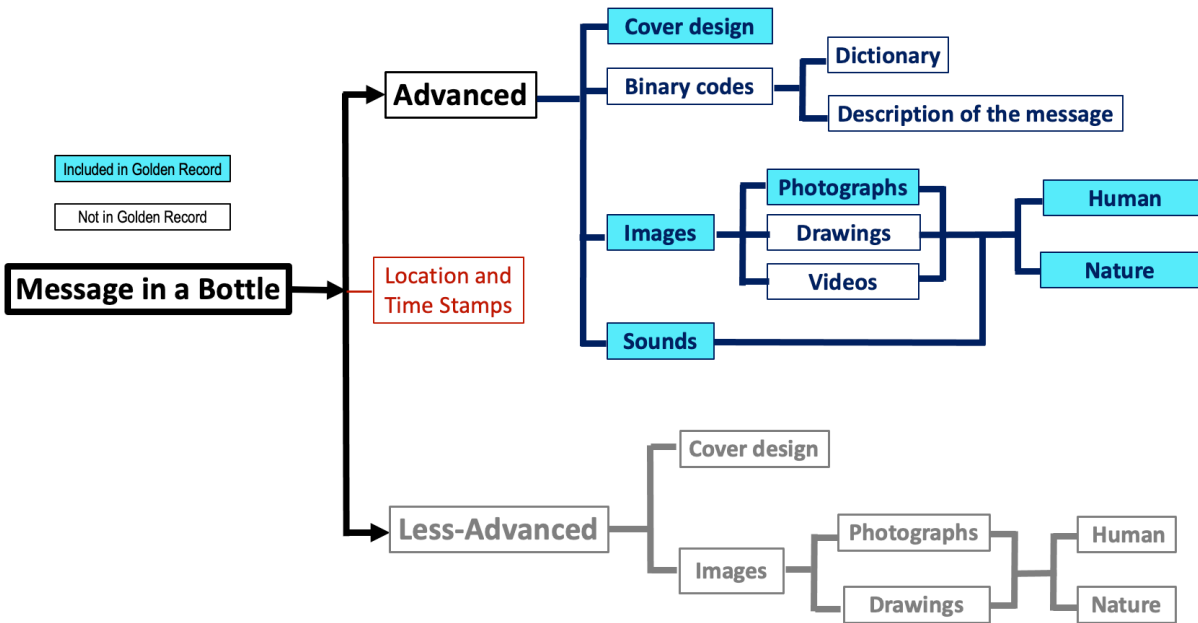 Cover design
Dictionary
Advanced
Binary codes
Description of the message
Included in Golden Record
Photographs
Human
Not in Golden Record
Images
Drawings
Message in a Bottle
Location and
Time Stamps
Videos
Nature
Sounds
Cover design
Less-Advanced
Photographs
Human
Images
Drawings
Nature